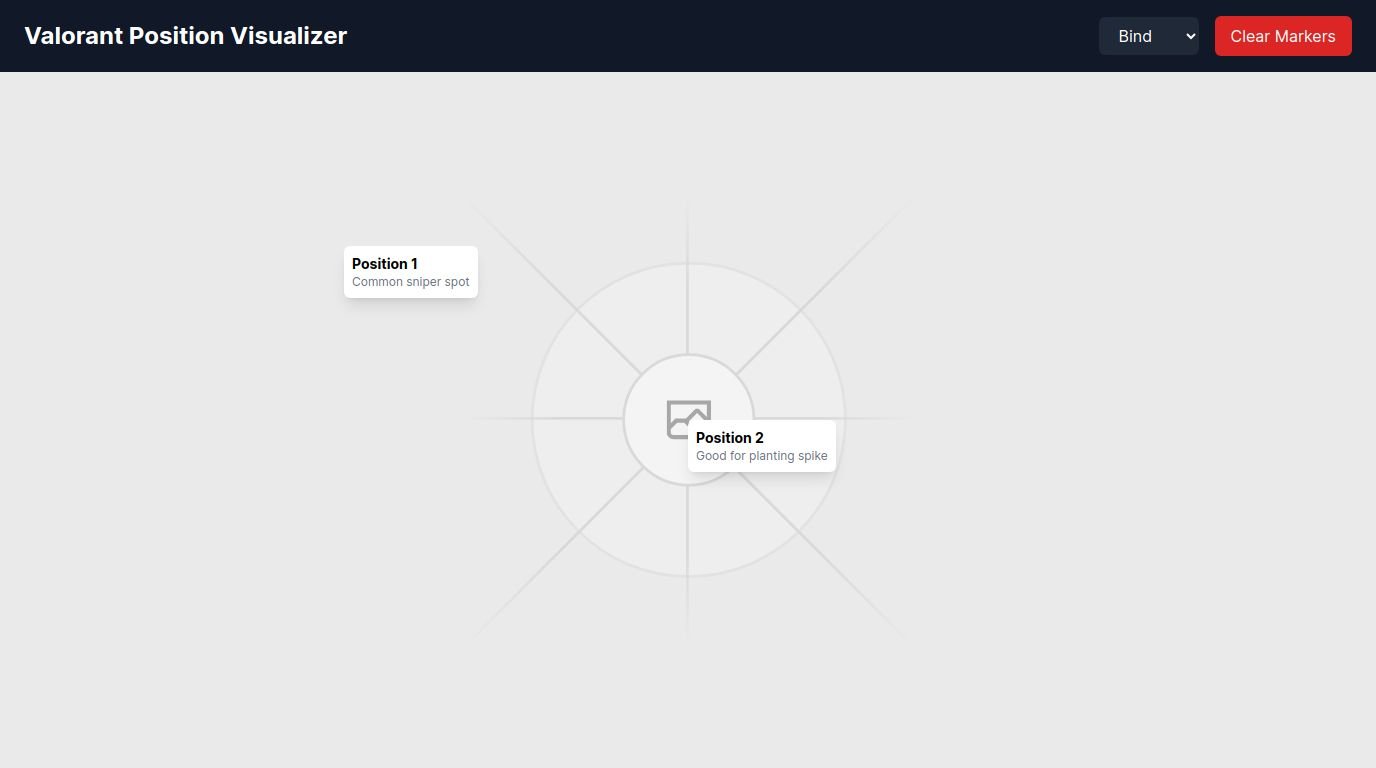 Valorant Position Visualizer
Bind
Clear Markers
Position 1
Common sniper spot
Position 2
Good for planting spike